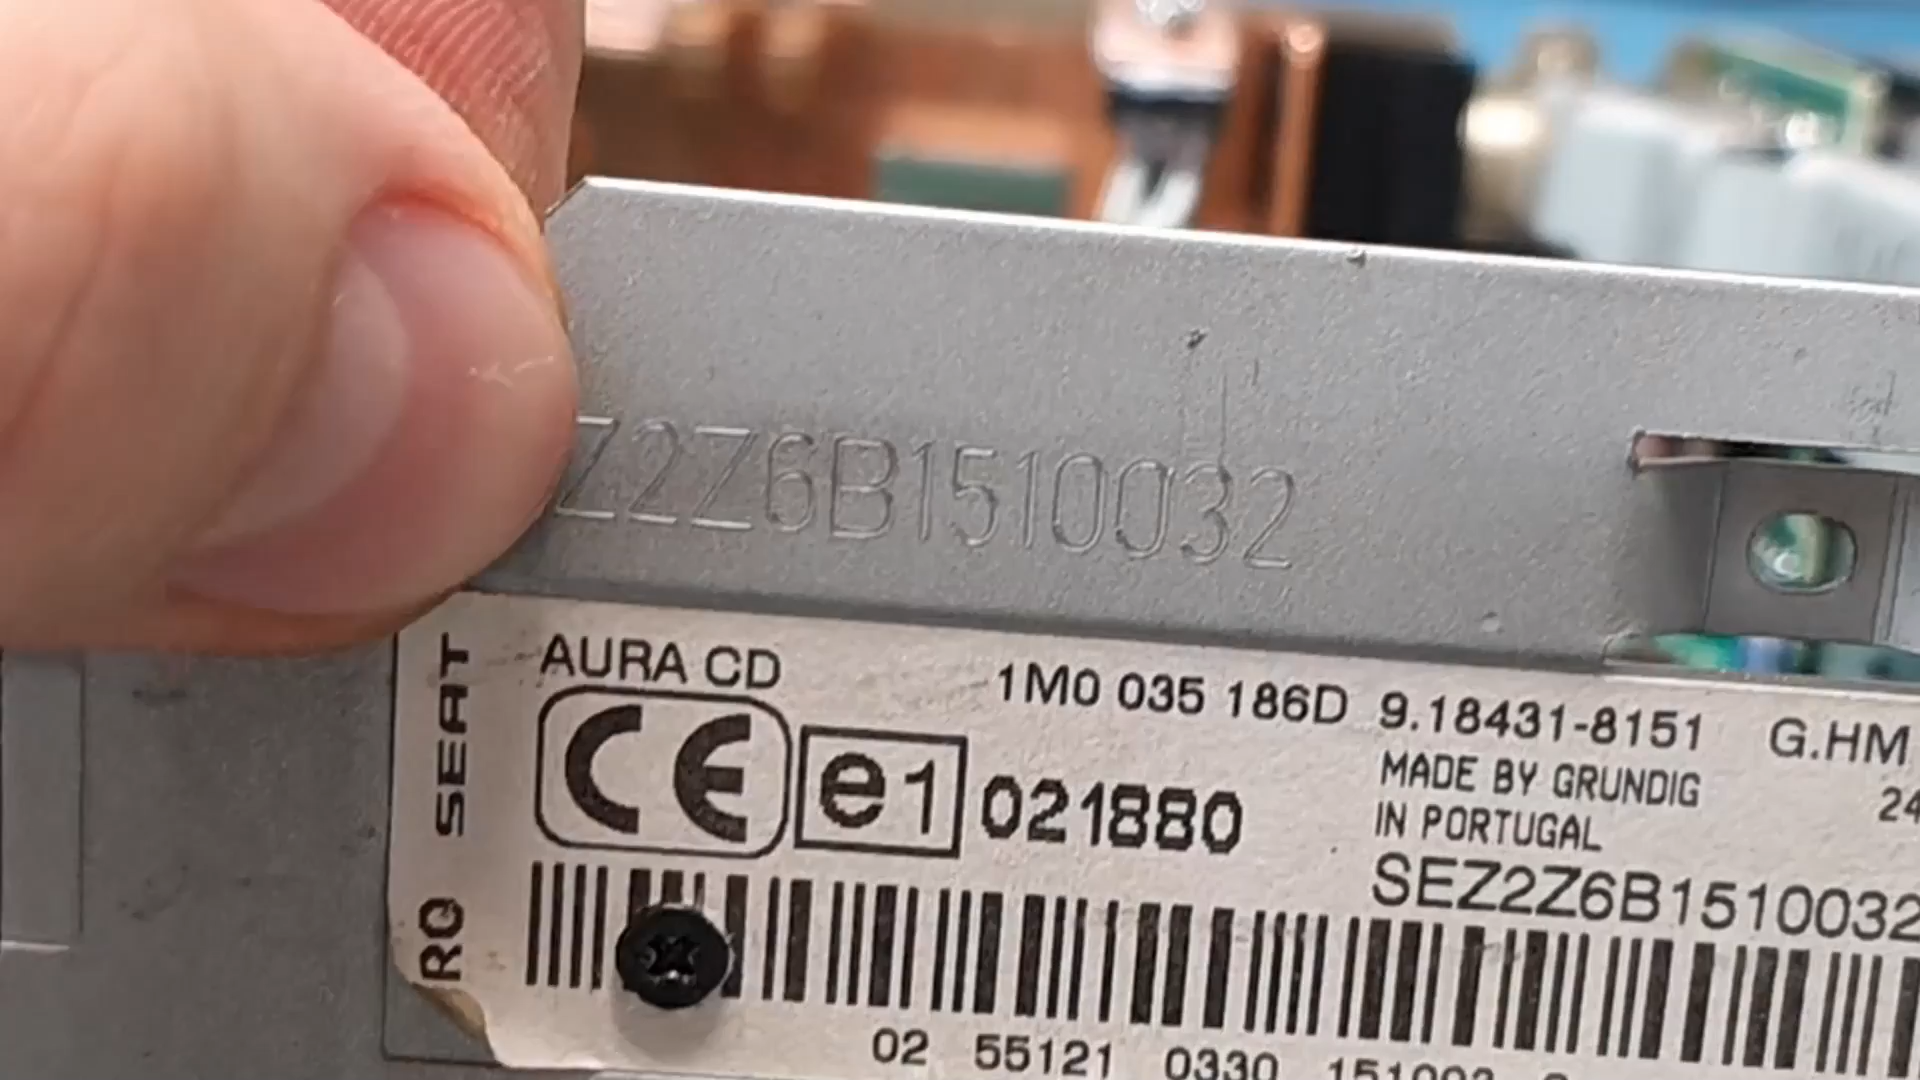 Z2Z6B1510032
AURA CD
1M0 035 186D 9.18431-8151 G.HM
SEAT
CE e1 021880
MADE BY GRUNDIG
24
IN PORTUGAL
SEZ2Z6B1510032
RQ
02 55121 0330